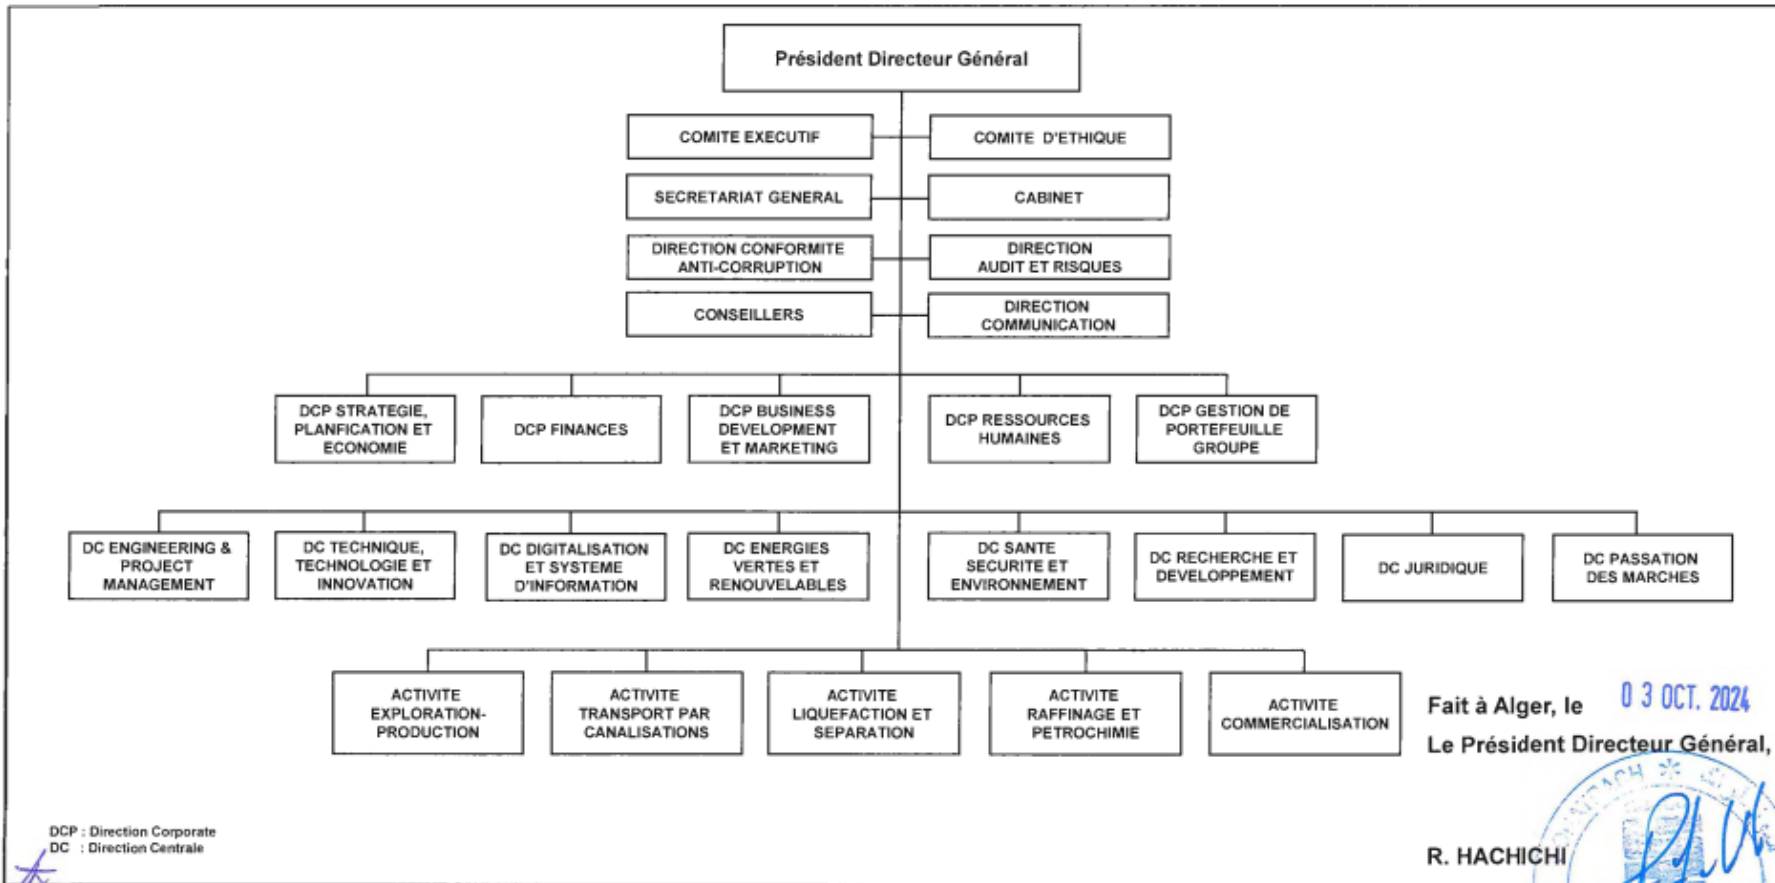 Président Directeur Général
COMITE EXECUTIF
COMITE D'ETHIQUE
SECRETARIAT GENERAL
CABINET
DIRECTION CONFORMITE
ANTI-CORRUPTION
DIRECTION
AUDIT ET RISQUES
CONSEILLERS
DIRECTION
COMMUNICATION
DCP STRATEGIE,
PLANFICATION ET
ECONOMIE
DCP FINANCES
DCP BUSINESS
DEVELOPMENT
ET MARKETING
DCP RESSOURCES
HUMAINES
DCP GESTION DE
PORTEFEUILLE
GROUPE
DC ENGINEERING &
PROJECT
MANAGEMENT
DC TECHNIQUE,
TECHNOLOGIE ET
INNOVATION
DC DIGITALISATION
ET SYSTEME
D'INFORMATION
DC ENERGIES
VERTES ET
RENOUVELABLES
DC SANTE
SECURITE ET
ENVIRONNEMENT
DC RECHERCHE ET
DEVELOPPEMENT
DC JURIDIQUE
DC PASSATION
DES MARCHES
ACTIVITE
EXPLORATION-
PRODUCTION
ACTIVITE
TRANSPORT PAR
CANALISATIONS
ACTIVITE
LIQUEFACTION ET
SEPARATION
ACTIVITE
RAFFINAGE ET
PETROCHIMIE
ACTIVITE
COMMERCIALISATION
Fait à Alger, le 03 OCT. 2024
Le Président Directeur Général,
R. HACHICHI
DCP : Direction Corporate
DC : Direction Centrale